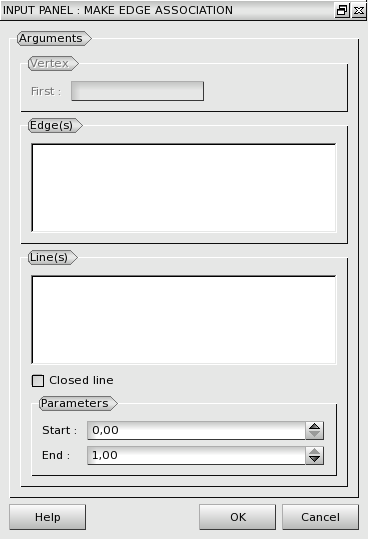 INPUT PANEL : MAKE EDGE ASSOCIATION
Arguments
Vertex
First :
Edge(s)
Line(s)
Closed line
Parameters
Start : 0,00
End : 1,00
Help OK Cancel